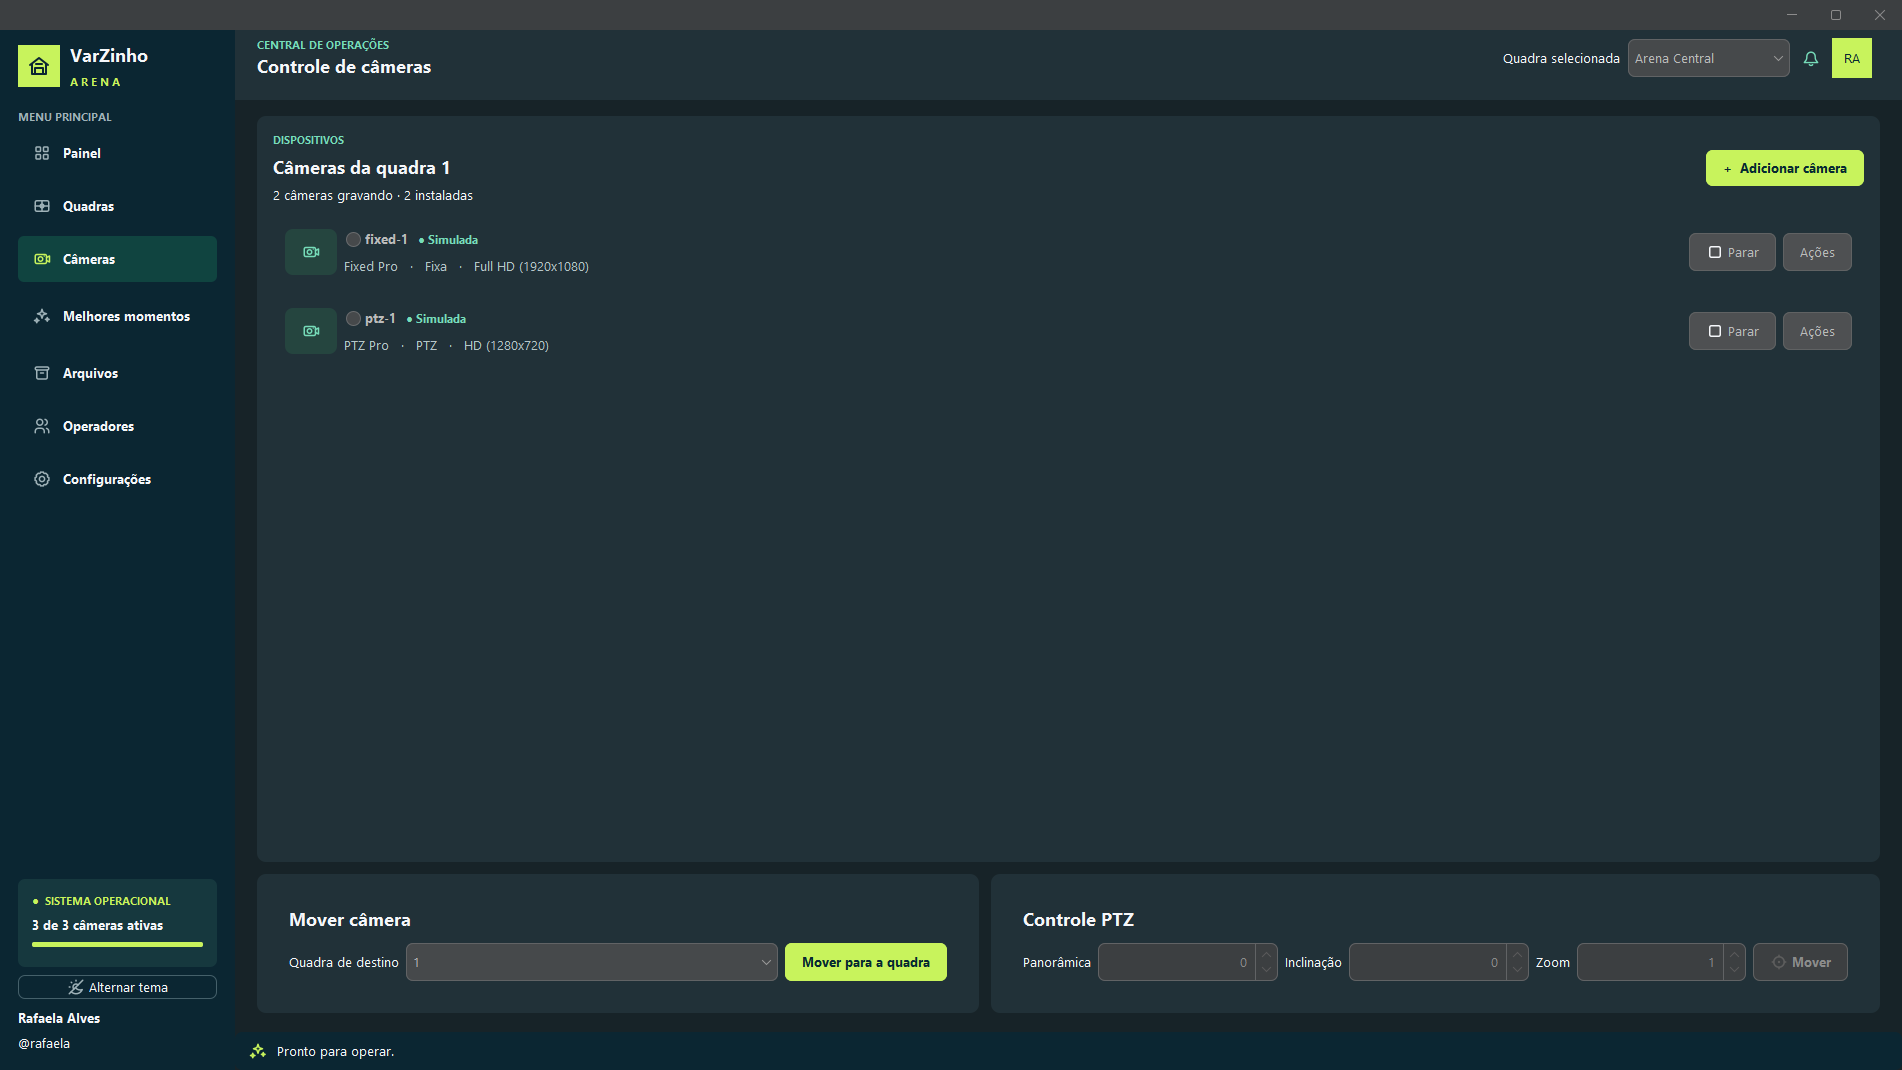 VarZinho
ARENA
MENU PRINCIPAL
Painel
Quadras
Câmeras
Melhores momentos
Arquivos
Operadores
Configurações
● SISTEMA OPERACIONAL
3 de 3 câmeras ativas
Alternar tema
Rafaela Alves
@rafaela
CENTRAL DE OPERAÇÕES
Controle de câmeras
Quadra selecionada Arena Central RA
DISPOSITIVOS
Câmeras da quadra 1
+ Adicionar câmera
2 câmeras gravando · 2 instaladas
fixed-1 ● Simulada
Fixed Pro · Fixa · Full HD (1920x1080)
Parar Ações
ptz-1 ● Simulada
PTZ Pro · PTZ · HD (1280x720)
Parar Ações
Mover câmera
Quadra de destino 1 Mover para a quadra
Controle PTZ
Panorâmica 0 Inclinação 0 Zoom 1 Mover
Pronto para operar.